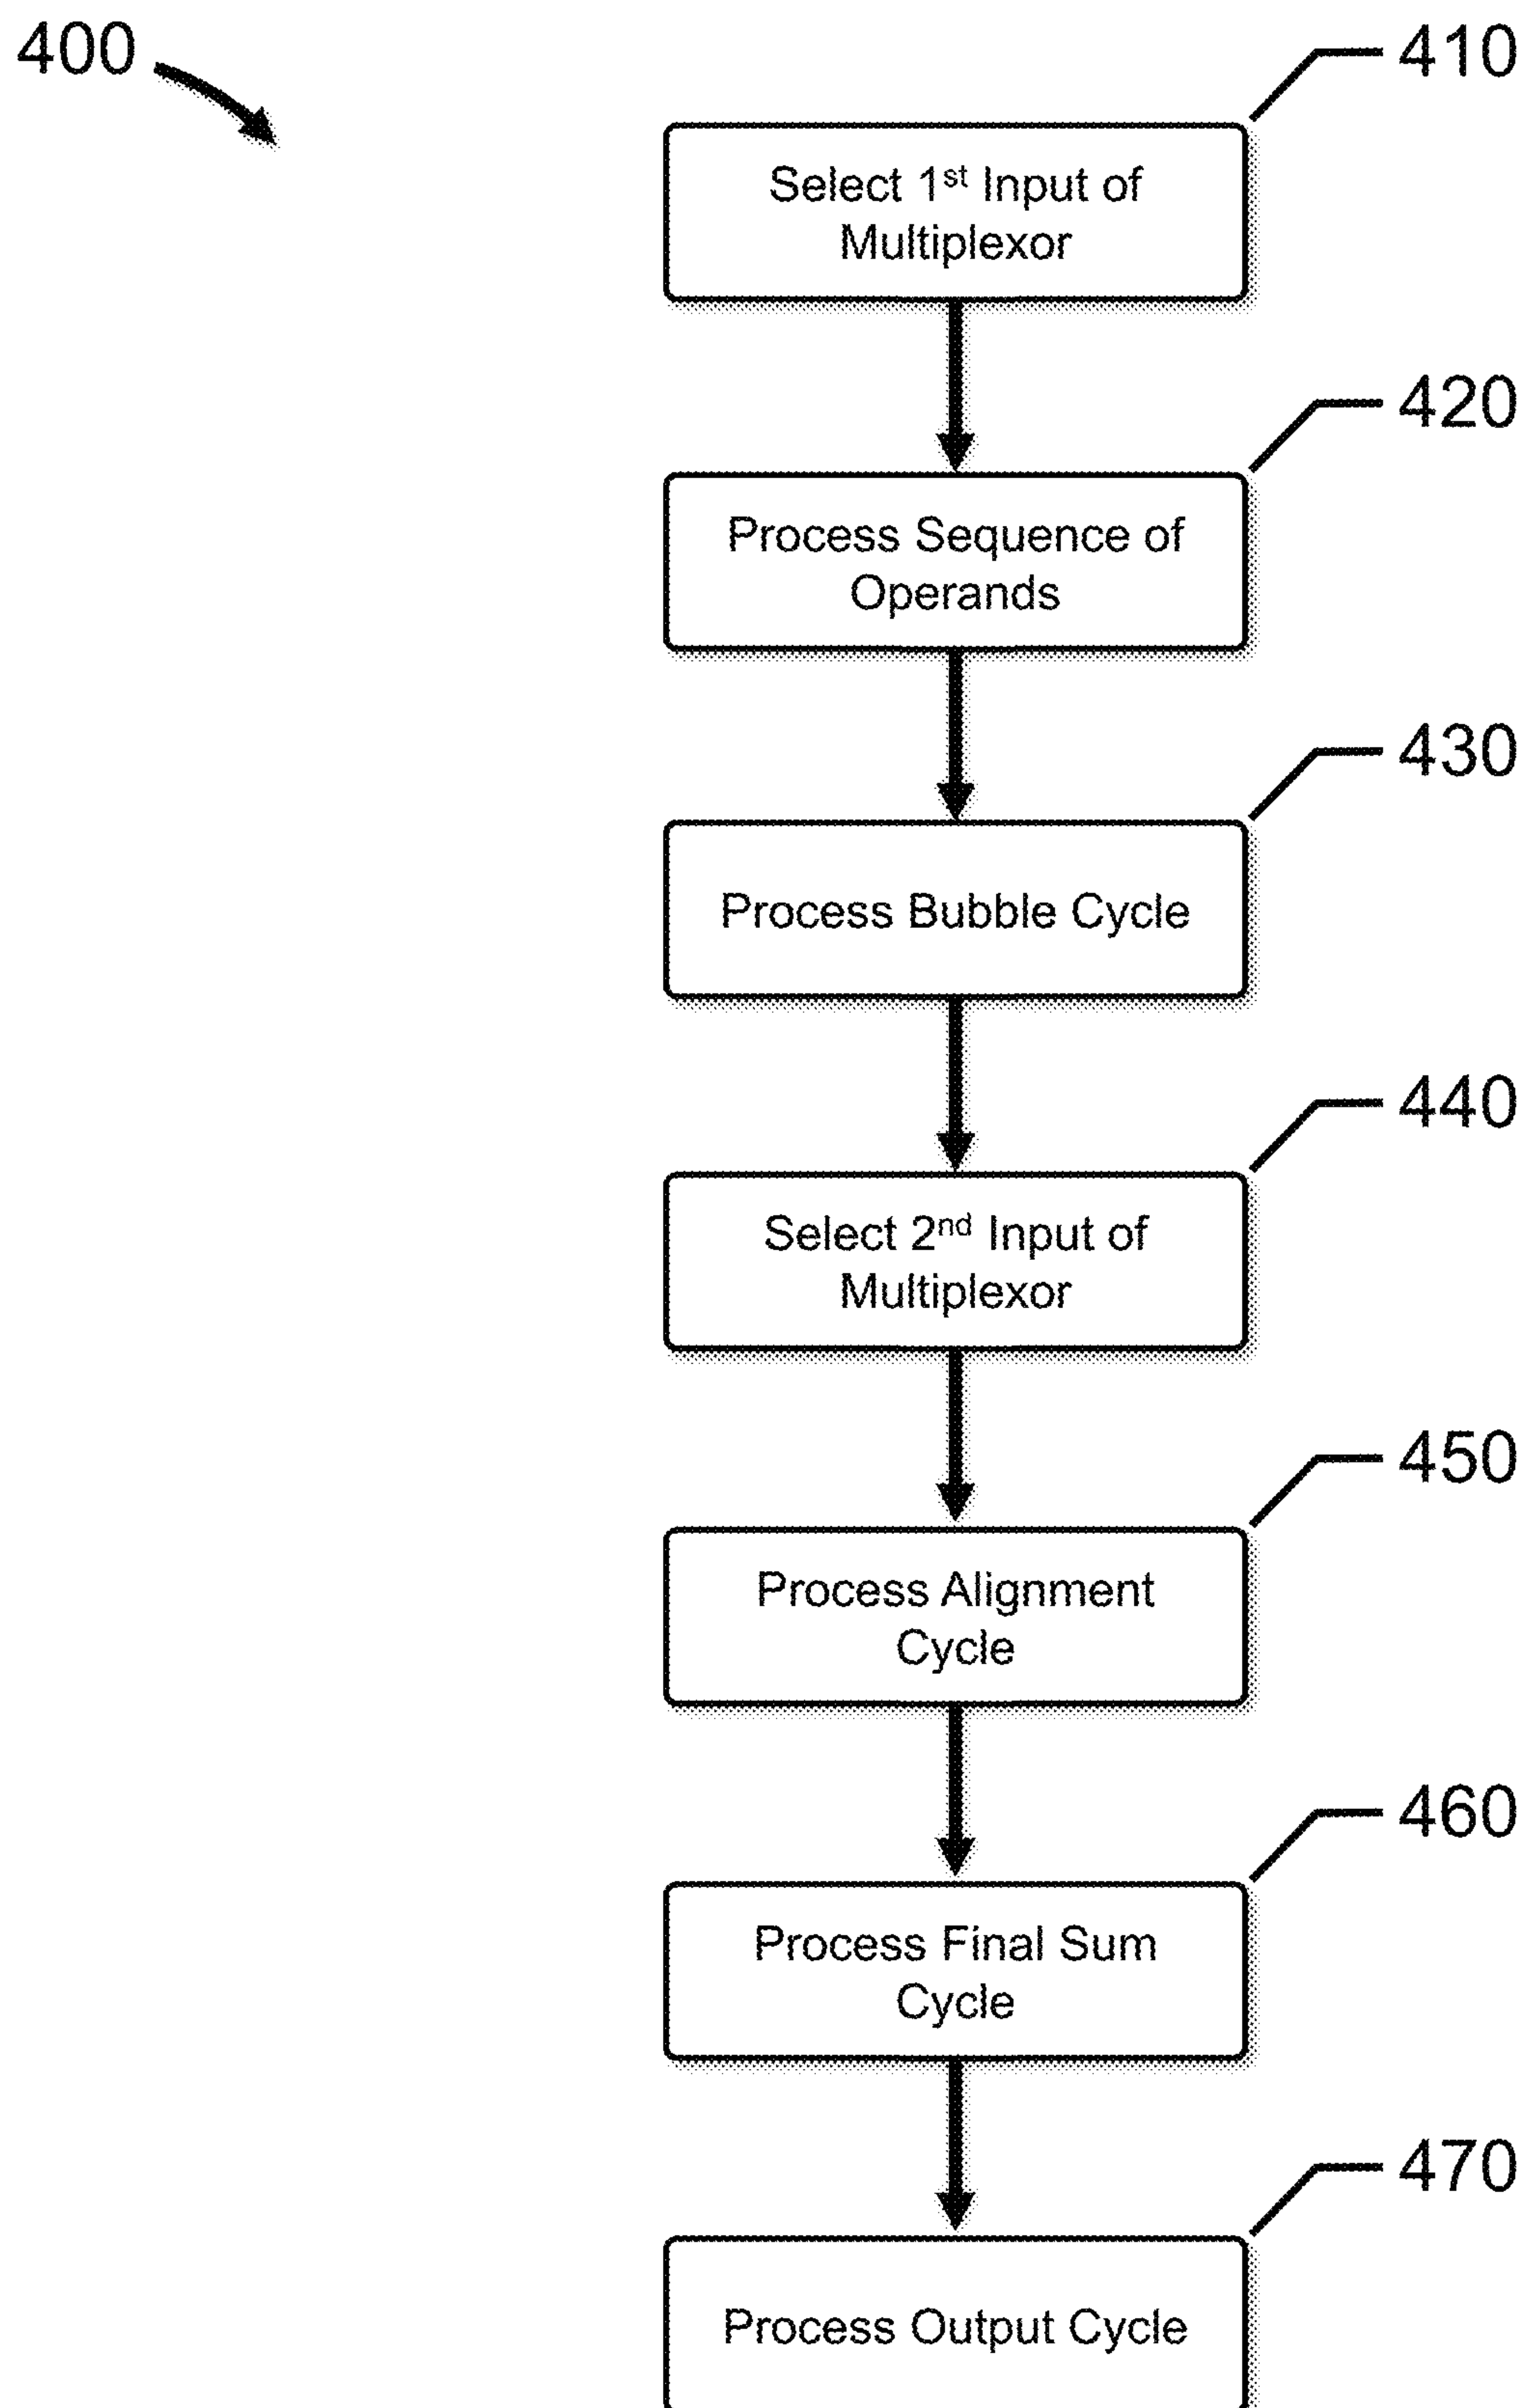 400
410
Select 1st Input of
Multiplexor
420
Process Sequence of
Operands
430
Process Bubble Cycle
440
Select 2nd Input of
Multiplexor
450
Process Alignment
Cycle
460
Process Final Sum
Cycle
470
Process Output Cycle